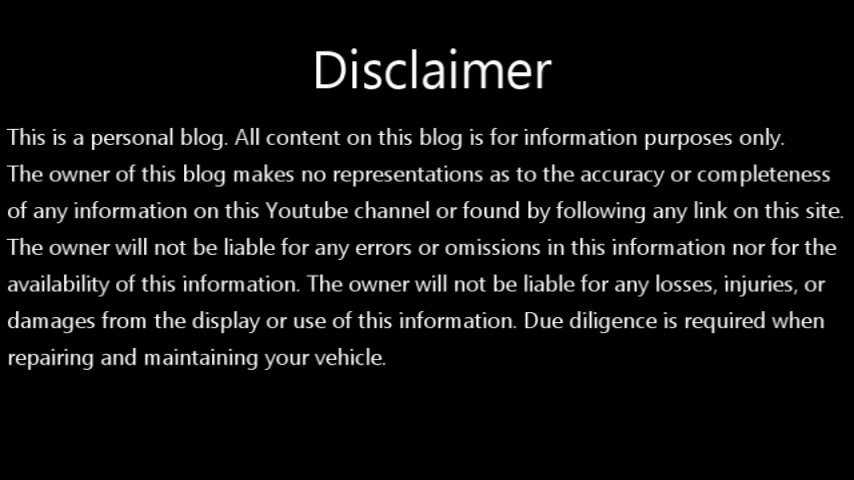 Disclaimer
This is a personal blog. All content on this blog is for information purposes only.
The owner of this blog makes no representations as to the accuracy or completeness
of any information on this Youtube channel or found by following any link on this site.
The owner will not be liable for any errors or omissions in this information nor for the
availability of this information. The owner will not be liable for any losses, injuries, or
damages from the display or use of this information. Due diligence is required when
repairing and maintaining your vehicle.